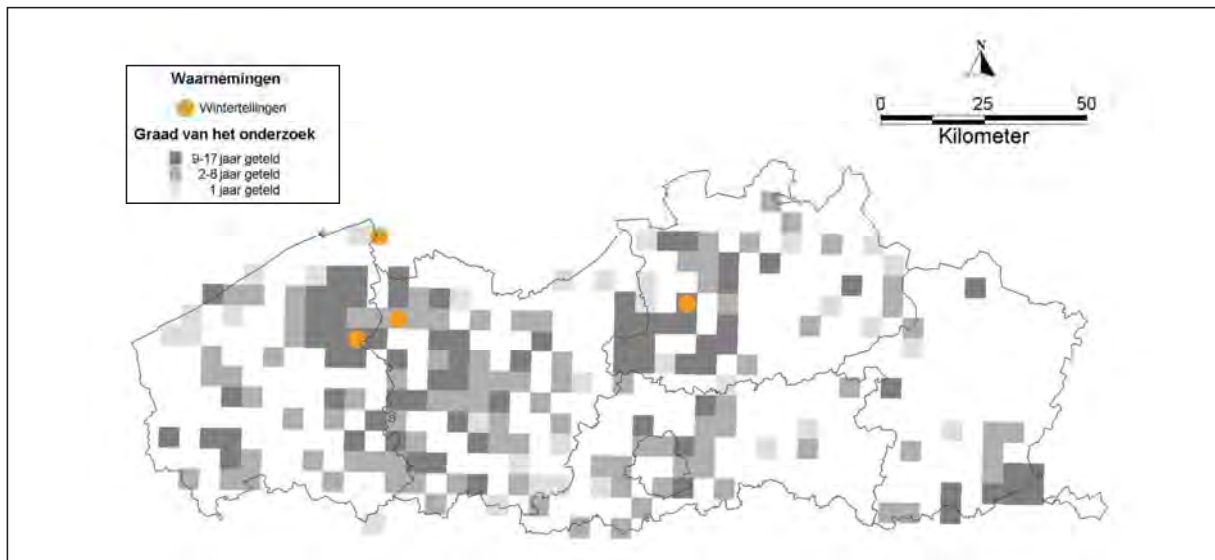 Waarnemingen
Wintertellingen
Graad van het onderzoek
9-17 jaar geteld
2-8 jaar geteld
1 jaar geteld
N
0 25 50
Kilometer